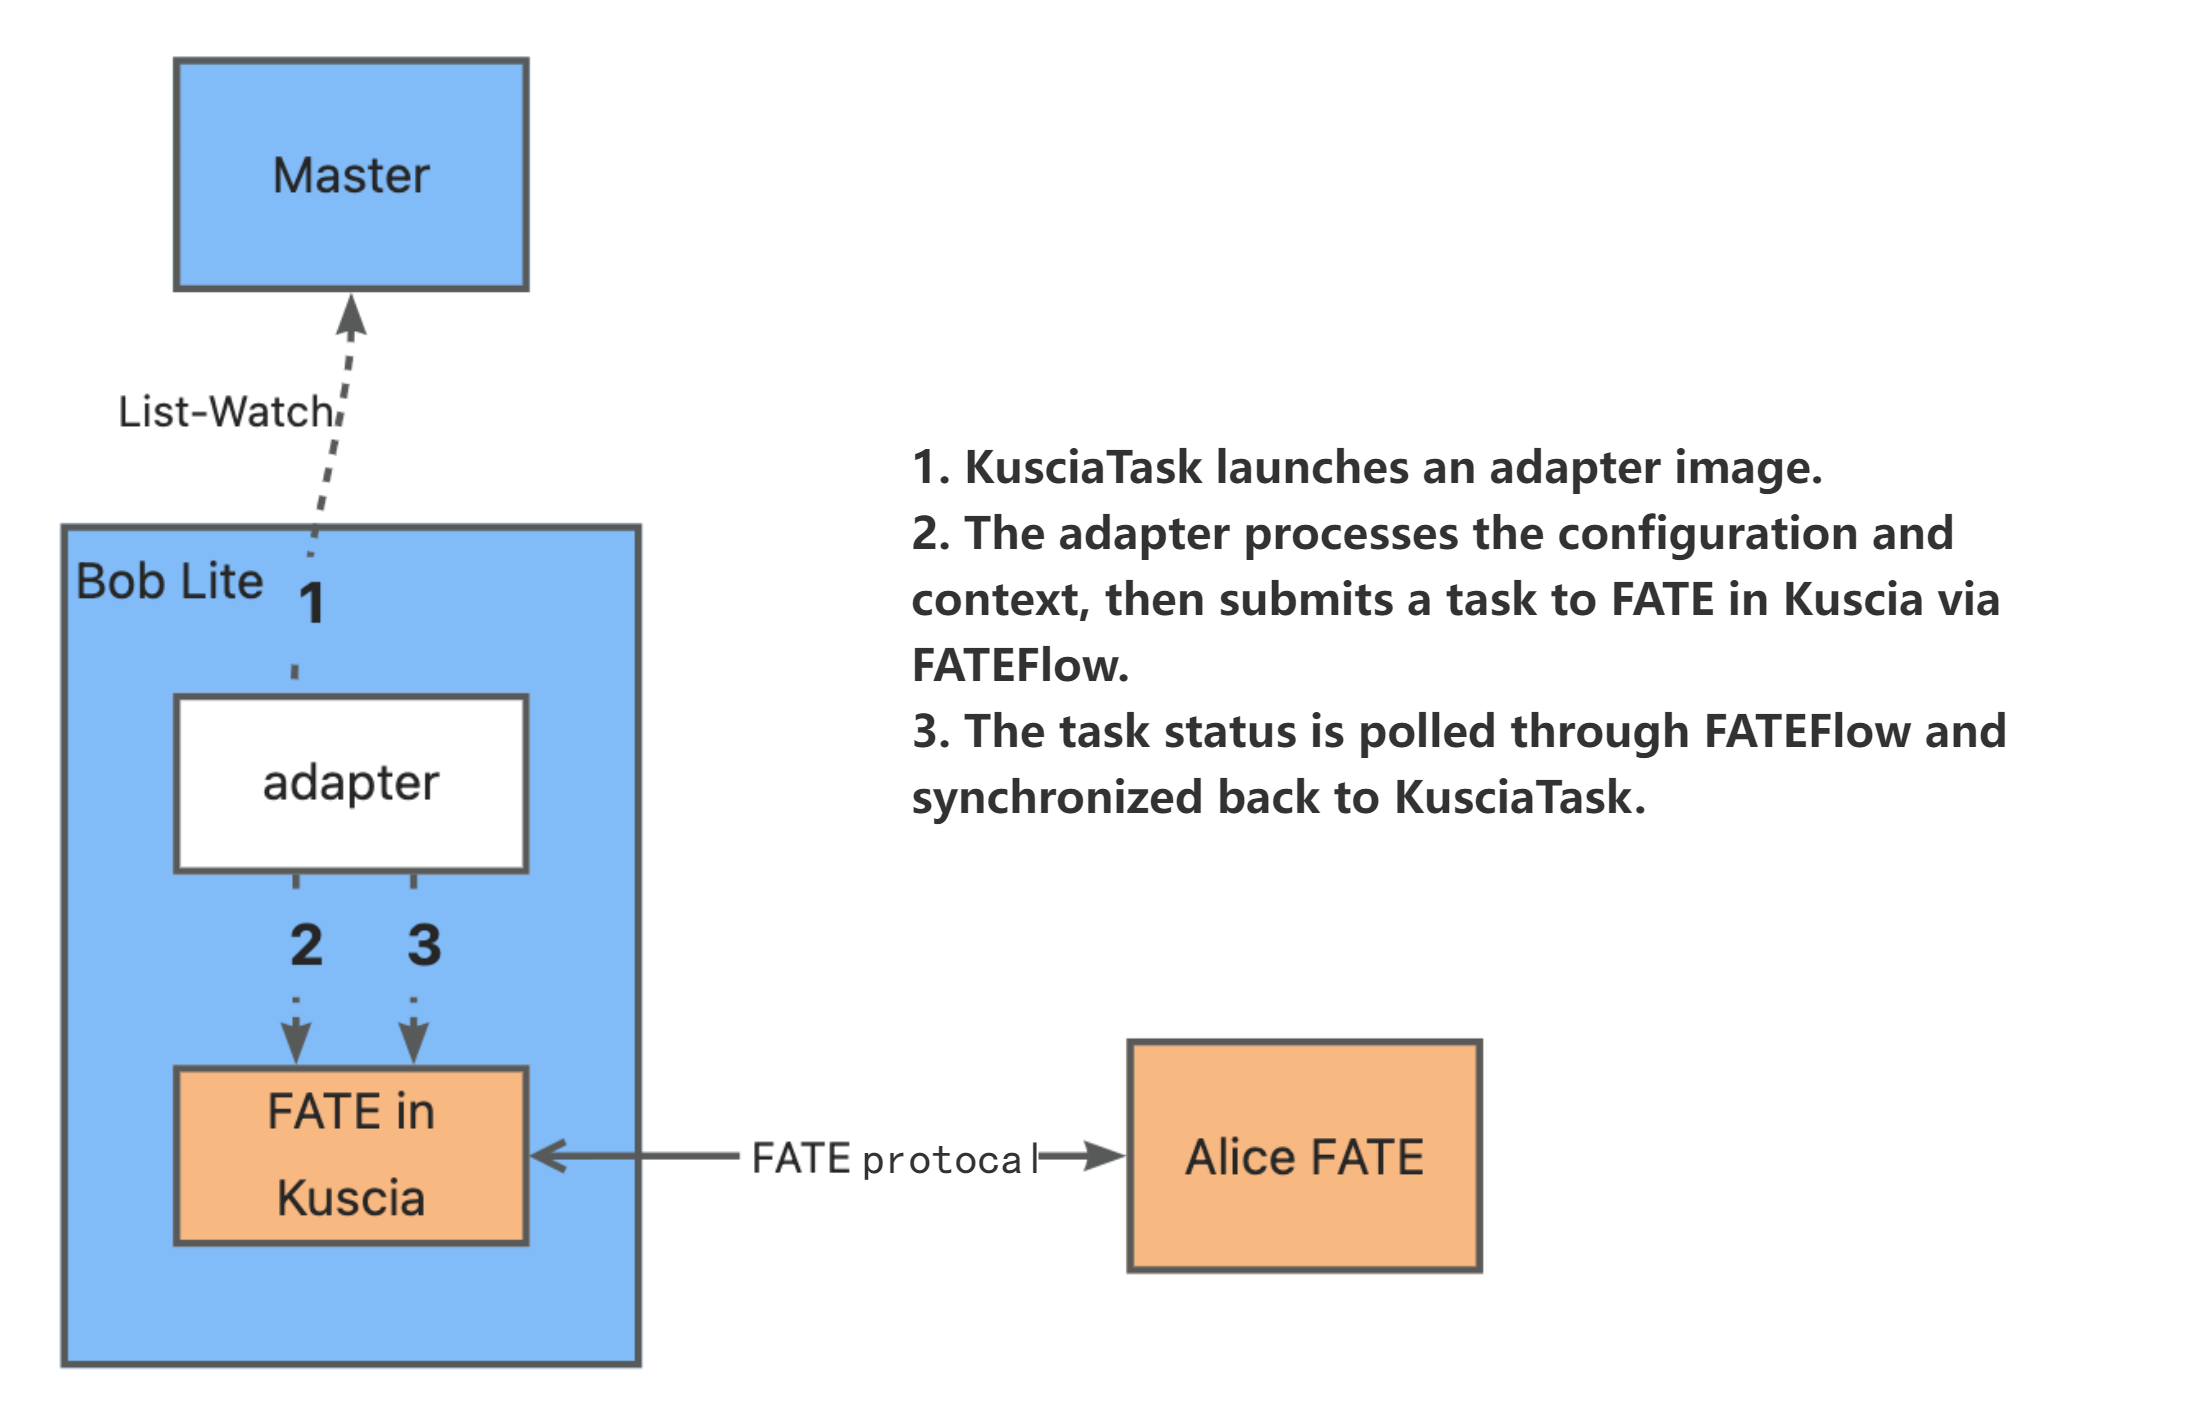 Master
List-Watch
Bob Lite
1
adapter
2
3
FATE in
Kuscia
FATE protocal
Alice FATE
1. KusciaTask launches an adapter image.
2. The adapter processes the configuration and
context, then submits a task to FATE in Kuscia via
FATEFlow.
3. The task status is polled through FATEFlow and
synchronized back to KusciaTask.